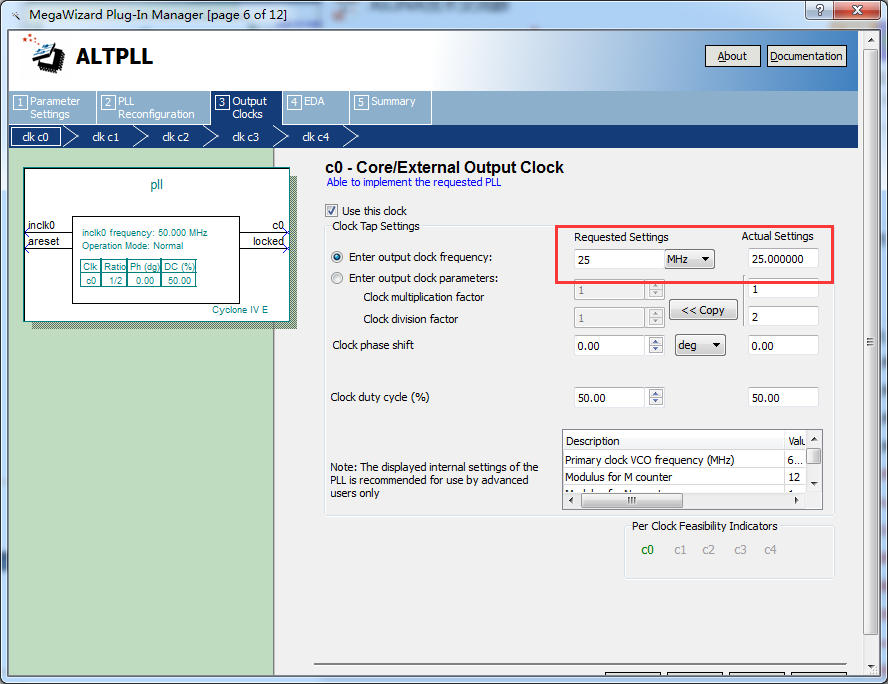 MegaWizard Plug-In Manager [page 6 of 12]
ALTPLL
About
Documentation
1 Parameter Settings
2 PLL Reconfiguration
3 Output Clocks
4 EDA
5 Summary
clk c0
clk c1
clk c2
clk c3
clk c4
pll
inclk0
areset
inclk0 frequency: 50.000 MHz
Operation Mode: Normal
Clk Ratio Ph (dg) DC (%)
c0 1/2 0.00 50.00
c0
locked
Cyclone IV E
c0 - Core/External Output Clock
Able to implement the requested PLL
Use this clock
Clock Tap Settings
Requested Settings
Actual Settings
Enter output clock frequency:
25
MHz
25.000000
Enter output clock parameters:
Clock multiplication factor
1
1
<< Copy
Clock division factor
1
2
Clock phase shift
0.00
deg
0.00
Clock duty cycle (%)
50.00
50.00
Note: The displayed internal settings of the
PLL is recommended for use by advanced
users only
Description Valu
Primary clock VCO frequency (MHz) 6...
Modulus for M counter 12
Per Clock Feasibility Indicators
c0 c1 c2 c3 c4